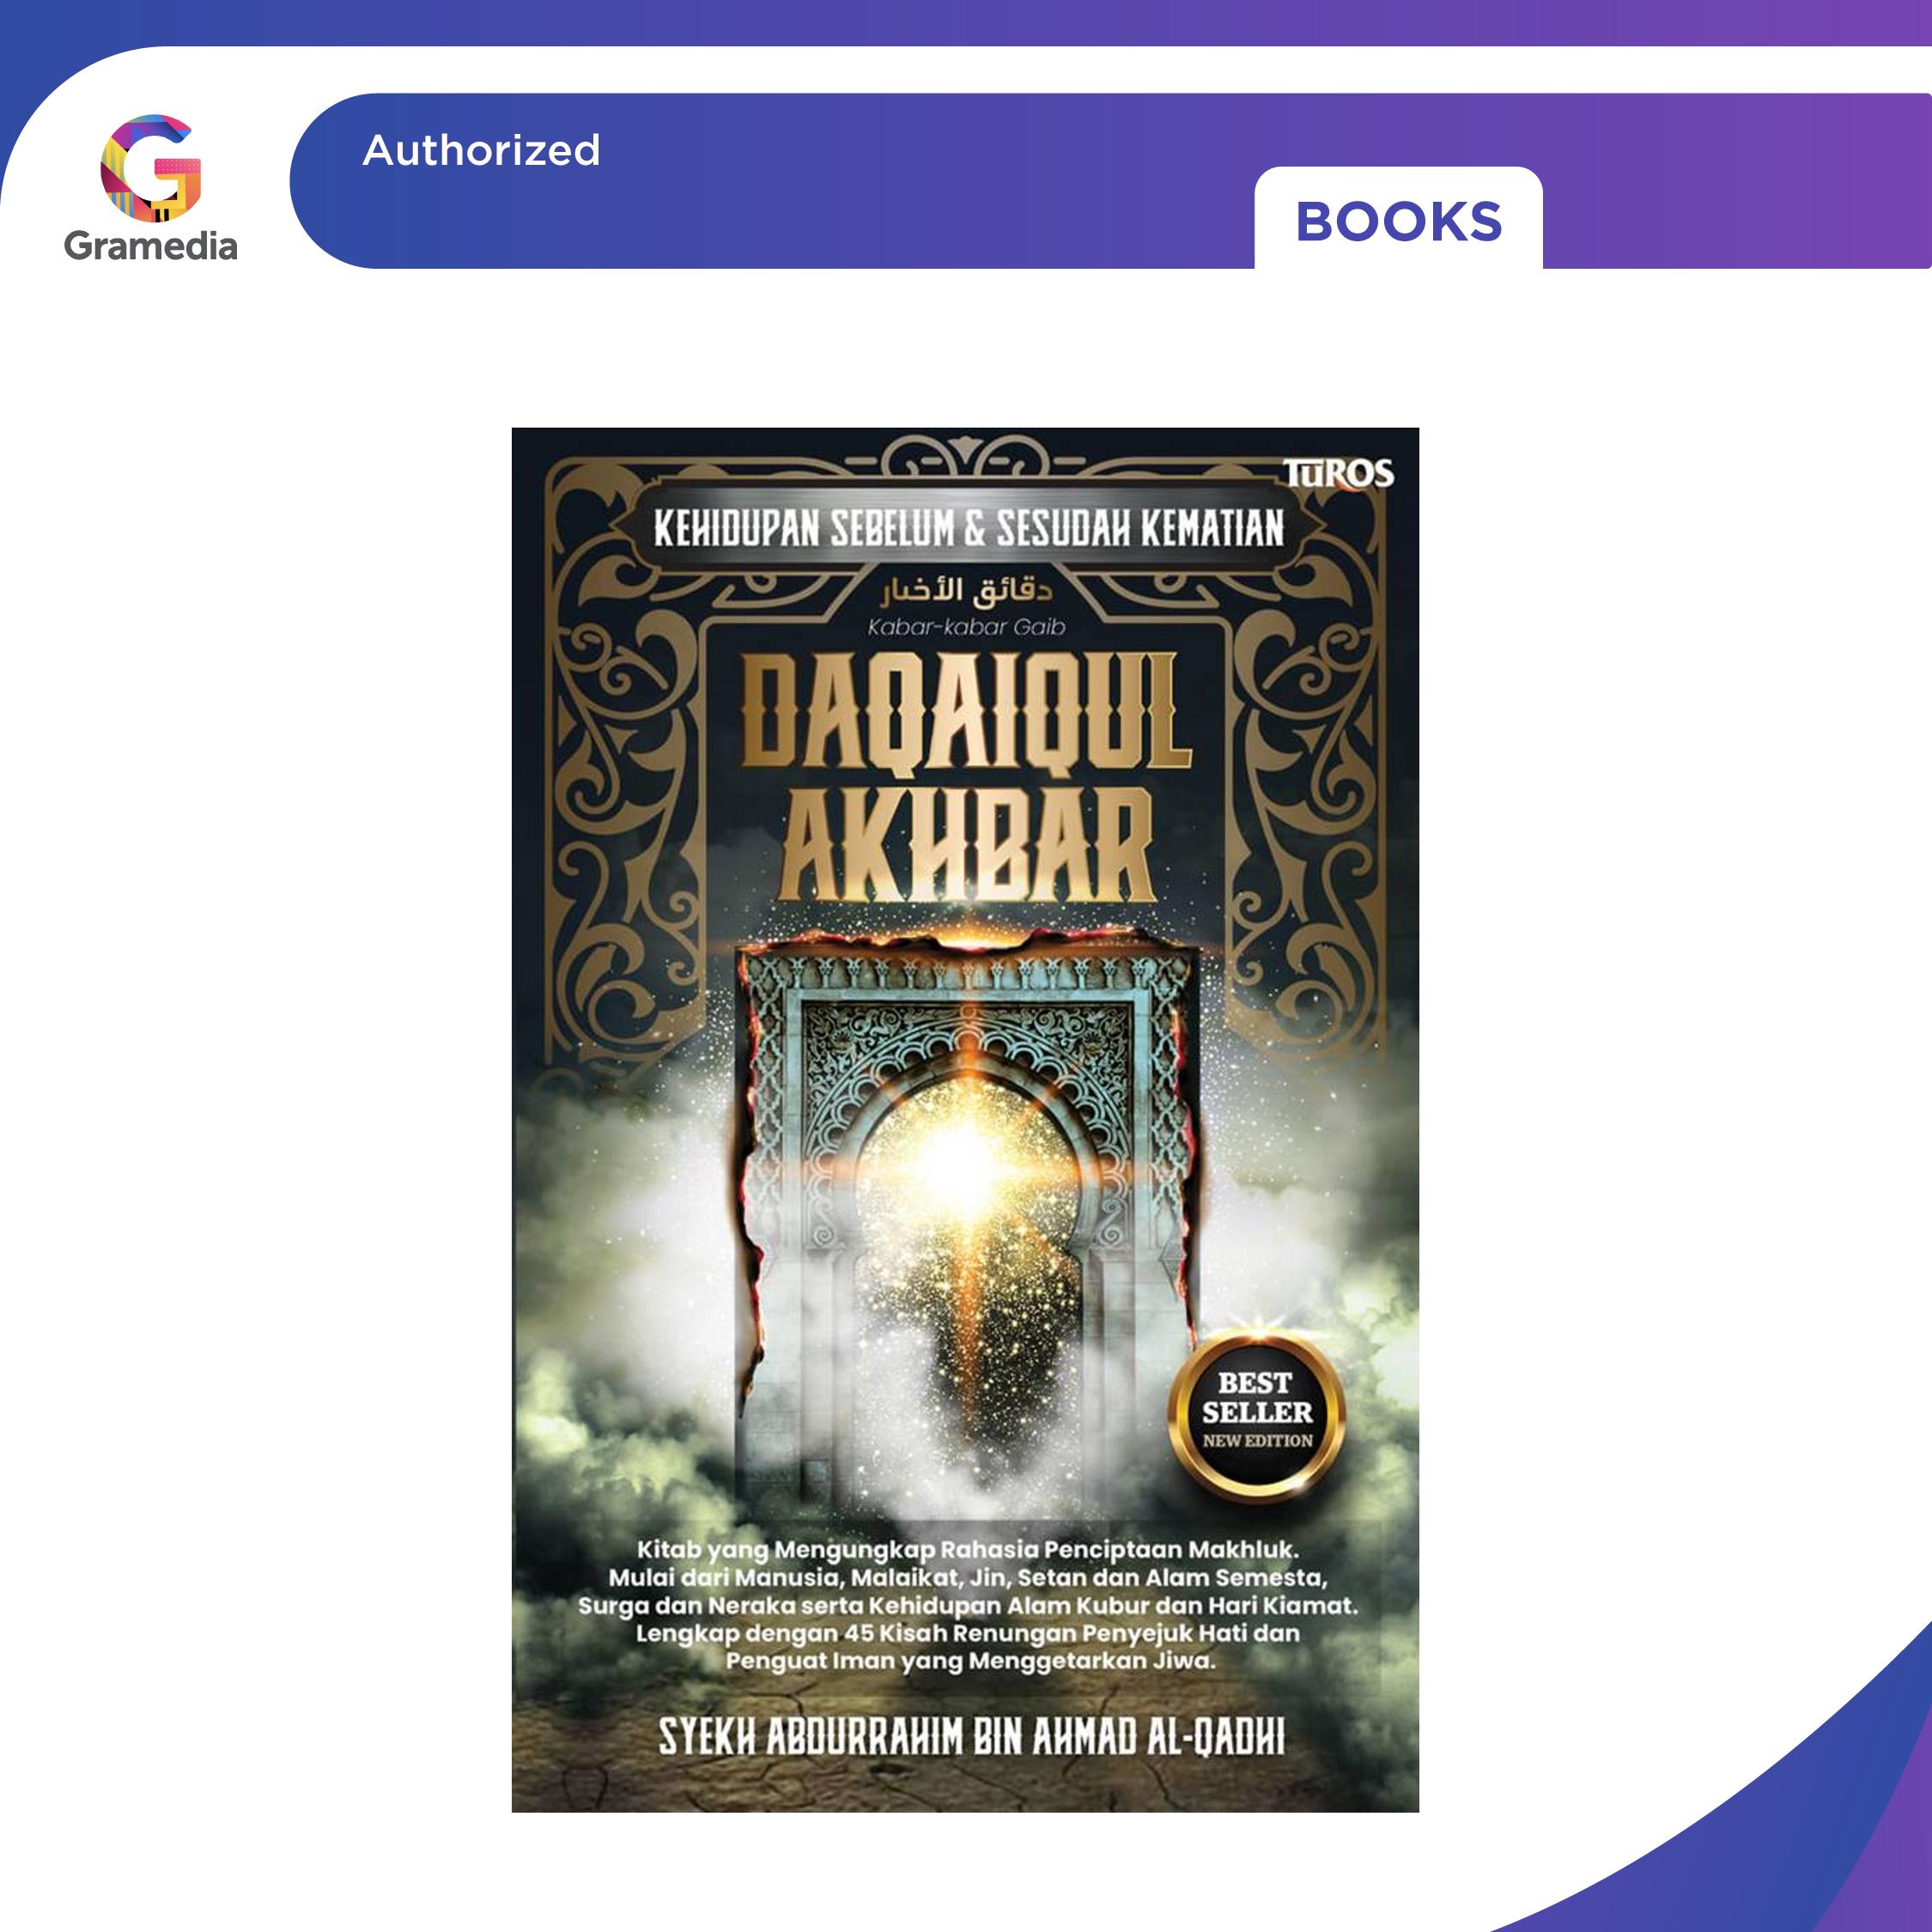 Gramedia
Authorized
BOOKS
TUROS
KEHIDUPAN SEBELUM & SESUDAH KEMATIAN
دقائق الأخبار
Kabar-kabar Gaib
DAQAIQUL
AKHBAR
BEST
SELLER
NEW EDITION
Kitab yang Mengungkap Rahasia Penciptaan Makhluk.
Mulai dari Manusia, Malaikat, Jin, Setan dan Alam Semesta,
Surga dan Neraka serta Kehidupan Alam Kubur dan Hari Kiamat.
Lengkap dengan 45 Kisah Renungan Penyejuk Hati dan
Penguat Iman yang Menggetarkan Jiwa.
SYEKH ABDURRAHIM BIN AHMAD AL-QADHI